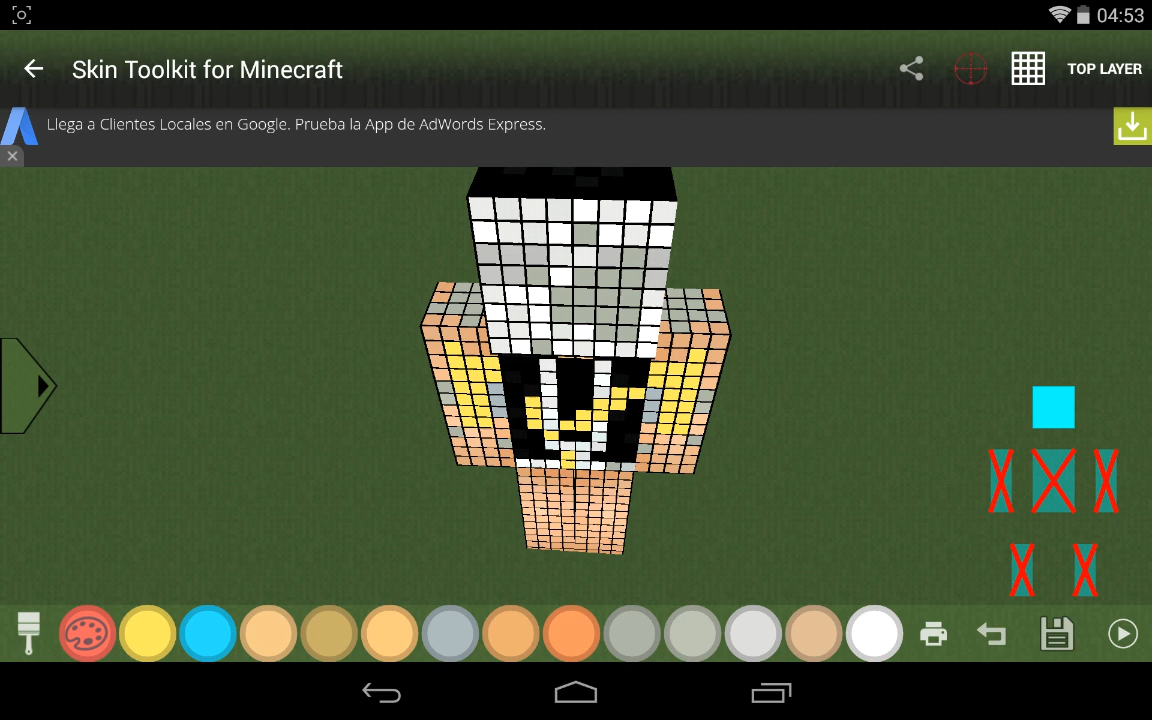 04:53
Skin Toolkit for Minecraft
TOP LAYER
Llega a Clientes Locales en Google. Prueba la App de AdWords Express.